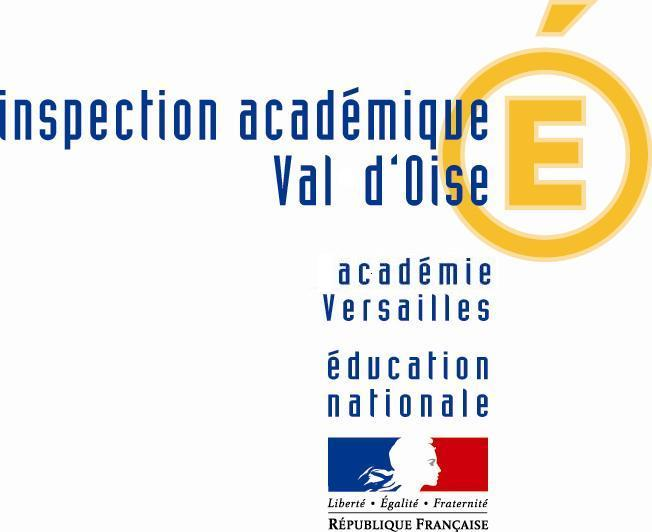 inspection académique
Val d'Oise
É
académie
Versailles
éducation
nationale
Liberté • Égalité • Fraternité
RÉPUBLIQUE FRANÇAISE